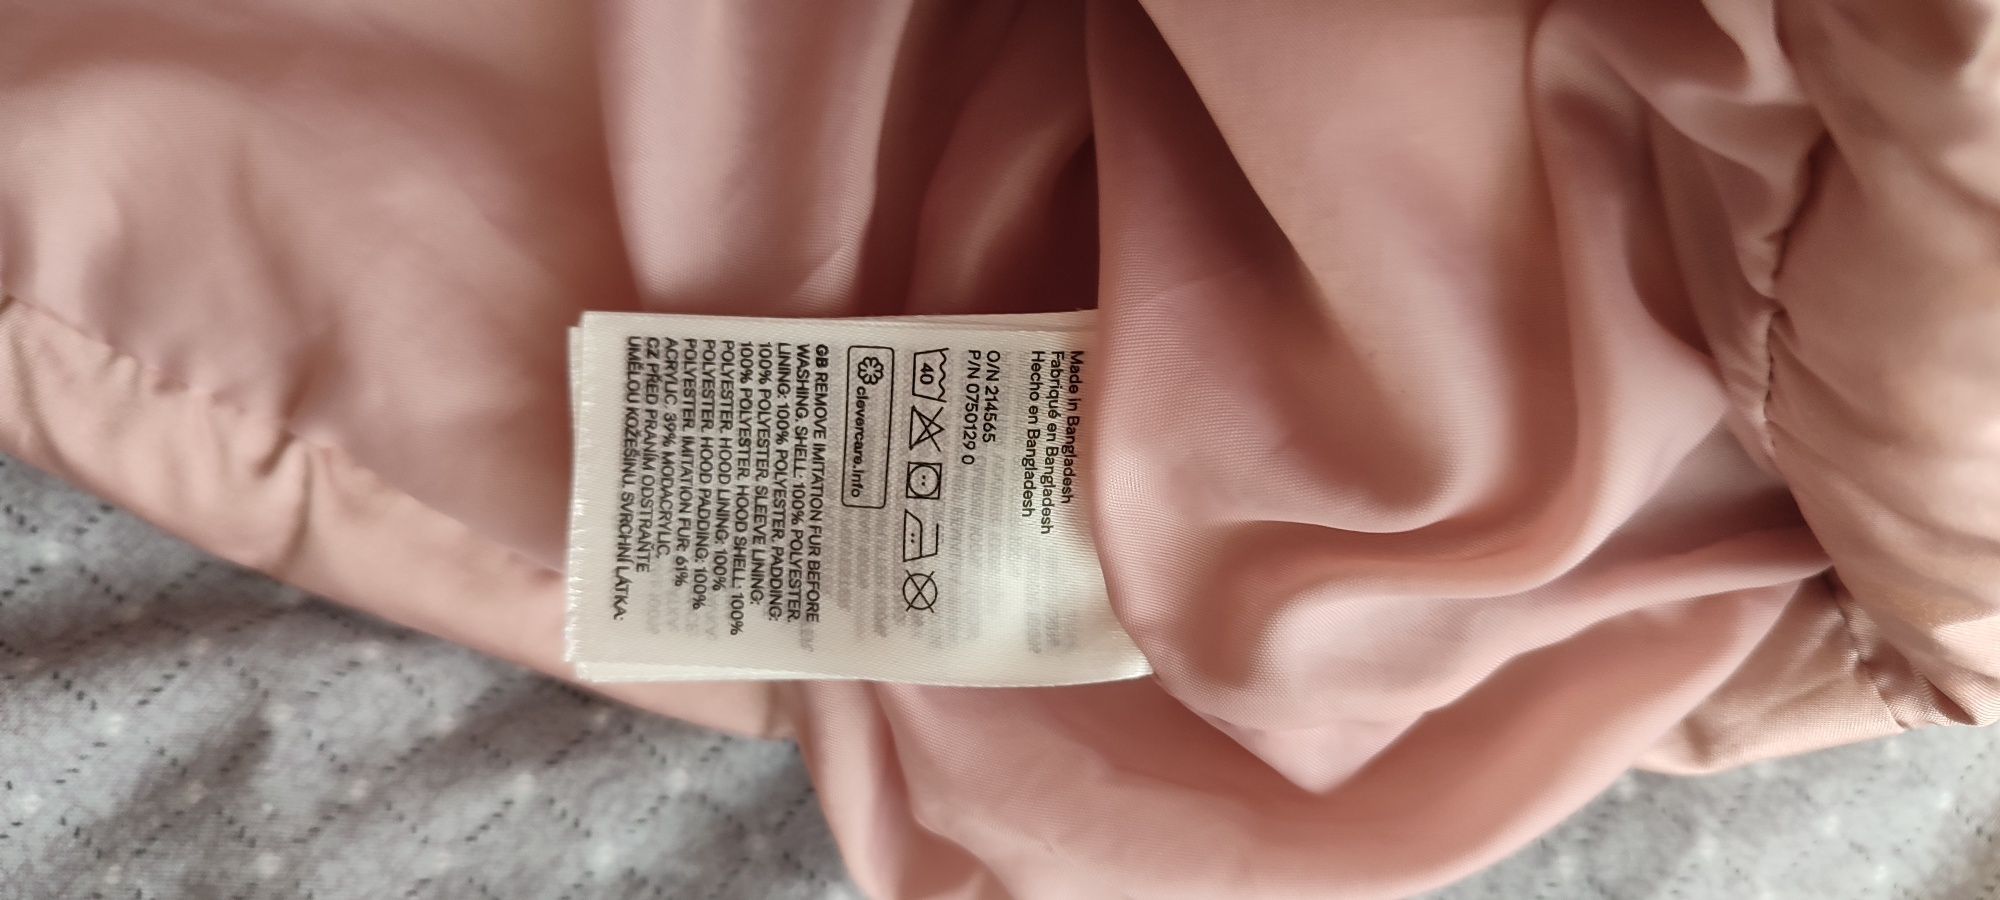 Made in Bangladesh
Fabriqué en Bangladesh
Hecho en Bangladesh
O/N 214565
P/N 0750129 0
40
clevercare.info
GB REMOVE IMITATION FUR BEFORE
WASHING. SHELL: 100% POLYESTER.
LINING: 100% POLYESTER. PADDING:
100% POLYESTER. SLEEVE LINING:
100% POLYESTER. HOOD SHELL: 100%
POLYESTER. HOOD LINING: 100%
POLYESTER. HOOD PADDING: 100%
POLYESTER. IMITATION FUR: 61%
ACRYLIC, 39% MODACRYLIC.
CZ PŘED PRANÍM ODSTRAŇTE
UMĚLOU KOŽEŠINU. SVRCHNÍ LÁTKA: